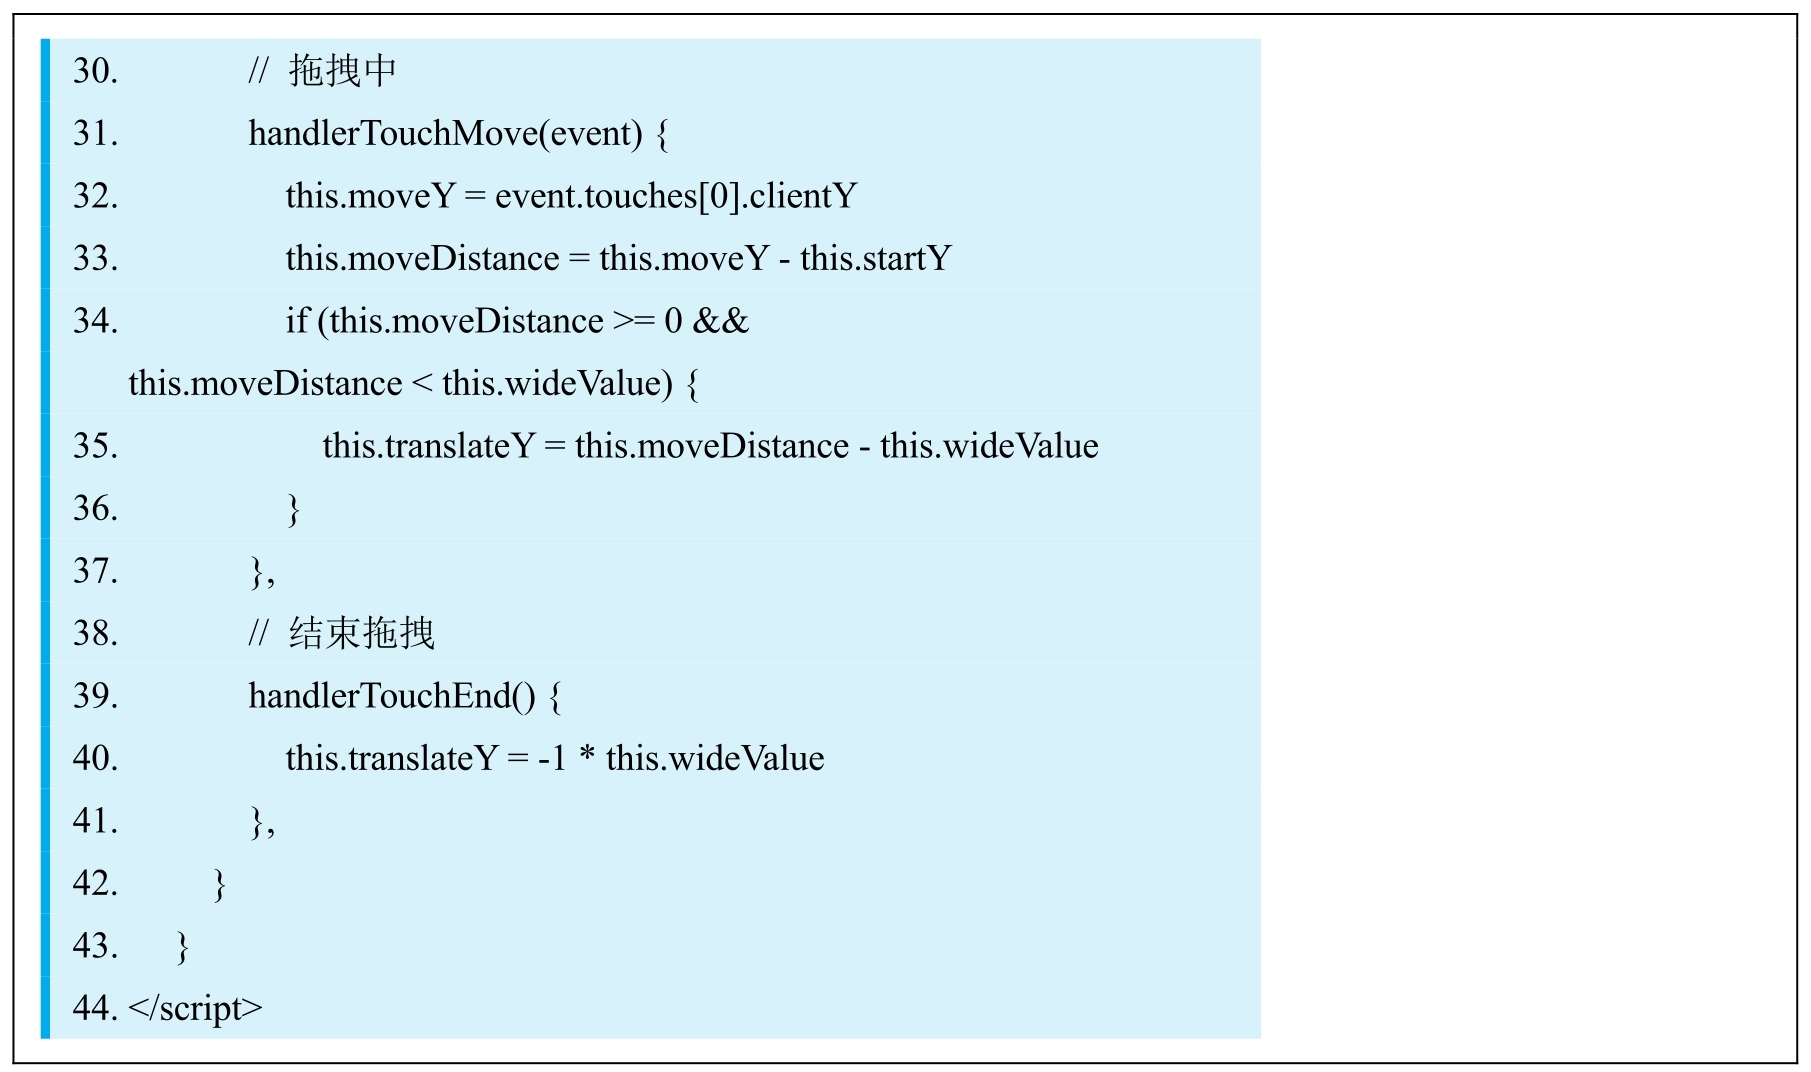 30. // 拖拽中
31. handlerTouchMove(event) {
32. this.moveY = event.touches[0].clientY
33. this.moveDistance = this.moveY - this.startY
34. if (this.moveDistance >= 0 &&
this.moveDistance < this.wideValue) {
35. this.translateY = this.moveDistance - this.wideValue
36. }
37. },
38. // 结束拖拽
39. handlerTouchEnd() {
40. this.translateY = -1 * this.wideValue
41. },
42. }
43. }
44. </script>